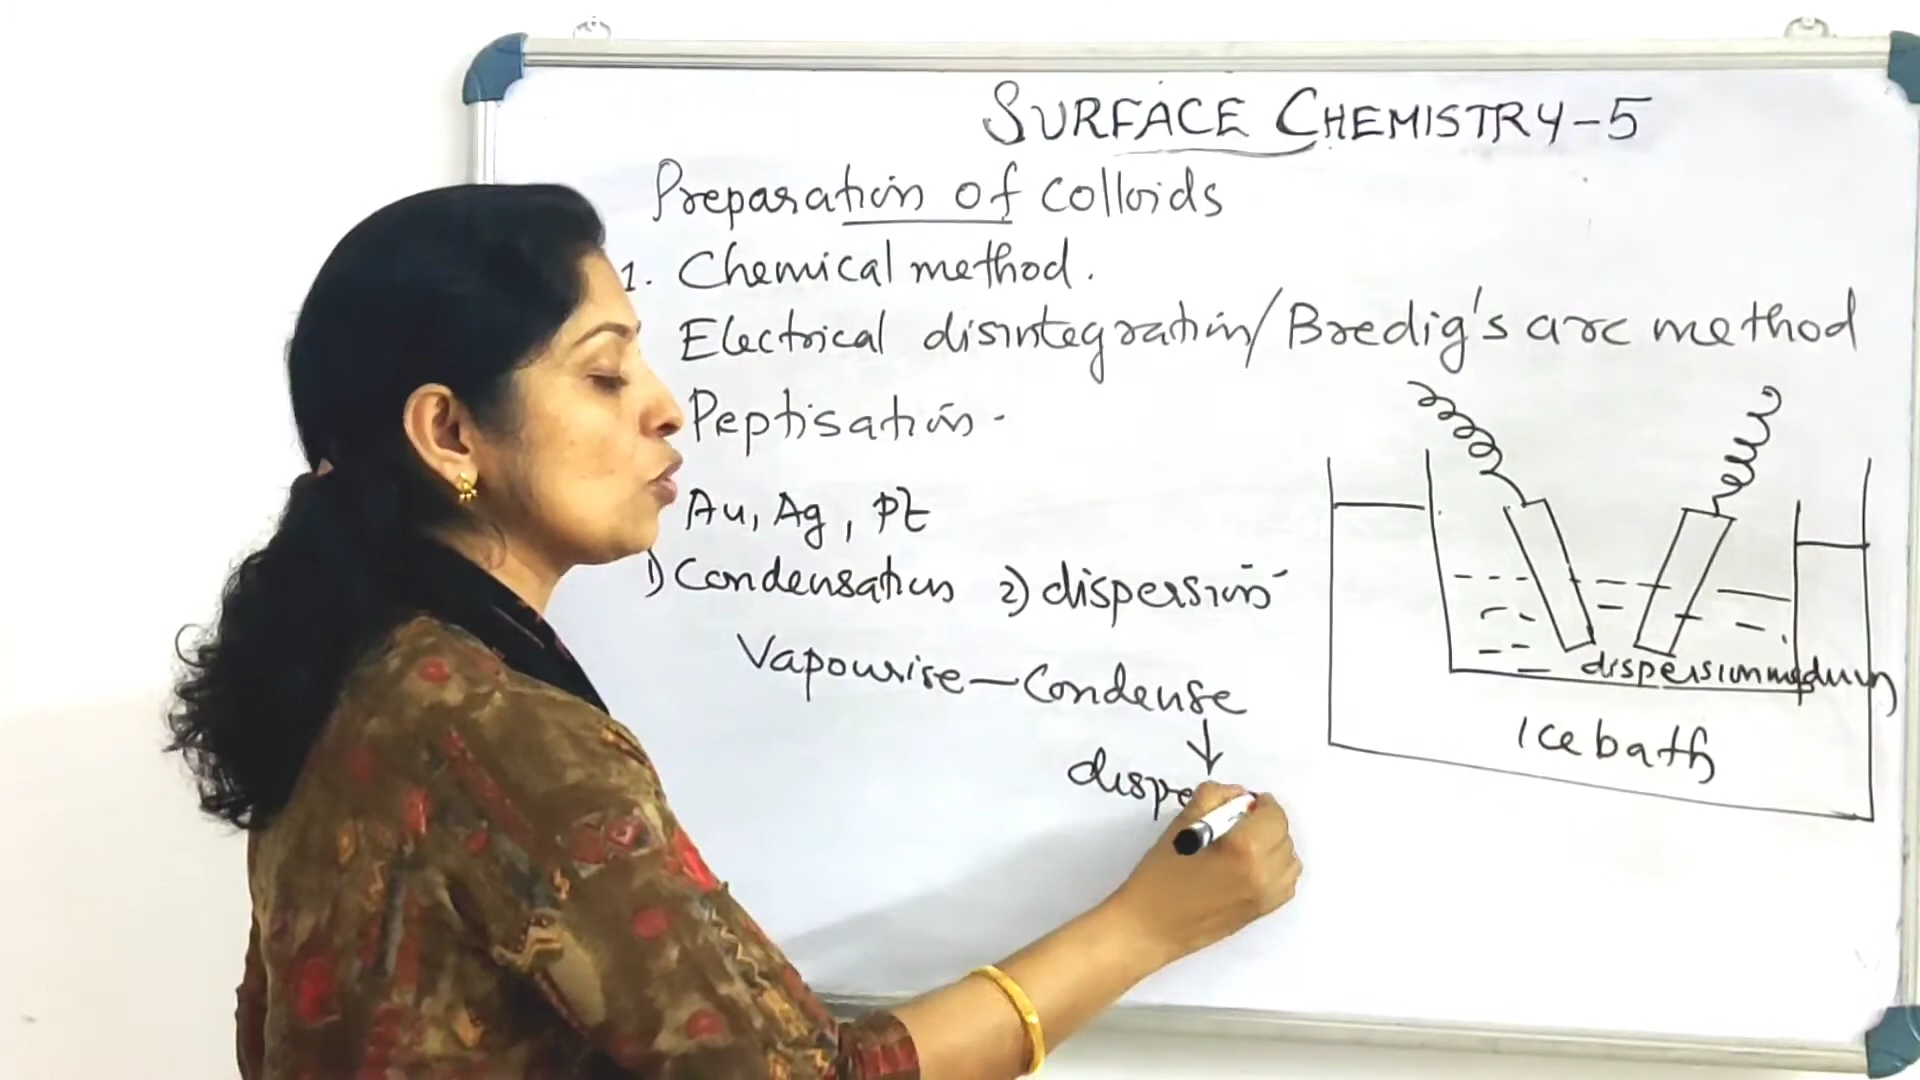 SURFACE CHEMISTRY-5
Preparation of colloids
1. Chemical method.
Electrical disintegration/Bredig's arc method
Peptisation -
Au, Ag, Pt
1) Condensation 2) dispersion
Vapourise - Condense
dispe
dispersion medium
Ice bath